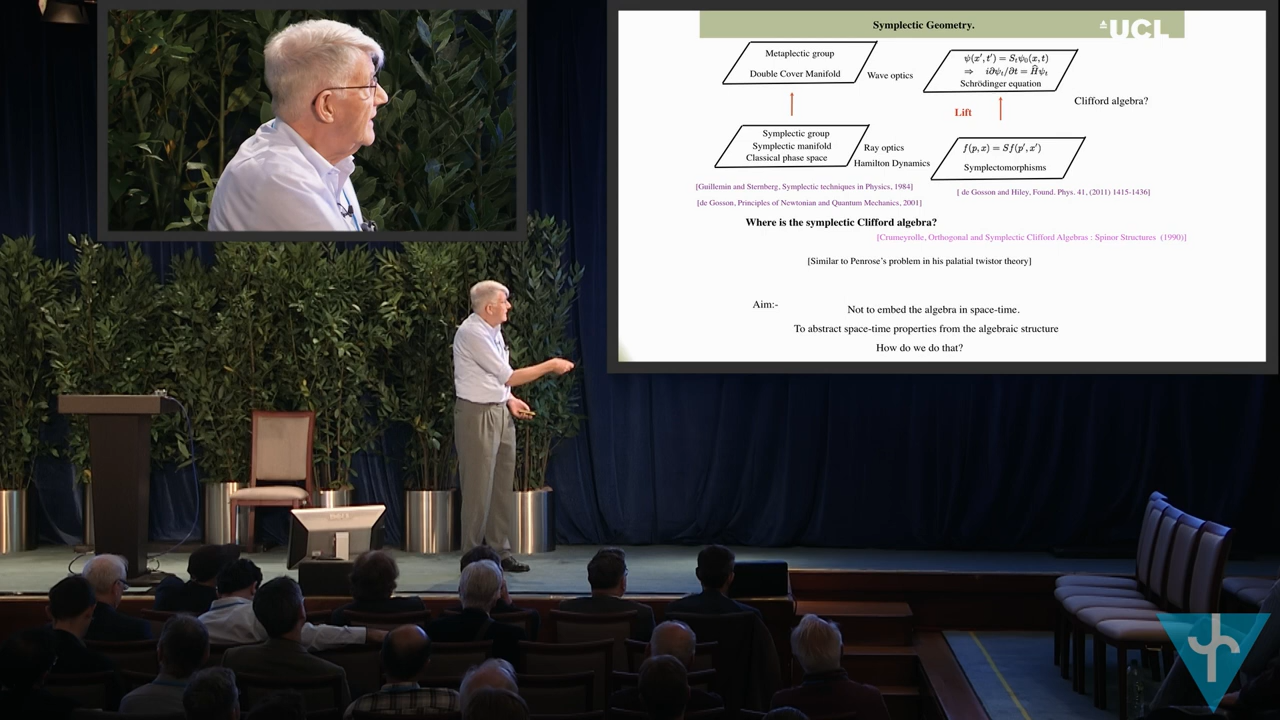 Symplectic Geometry.
UCL
Metaplectic group
Double Cover Manifold
Wave optics
ψ(x′, t′) = Sₜψ₀(x, t)
⇒ i∂ψₜ/∂t = Ĥψₜ
Schrödinger equation
Clifford algebra?
Lift
Symplectic group
Symplectic manifold
Classical phase space
Ray optics
Hamilton Dynamics
f(p, x) = Sf(p′, x′)
Symplectomorphisms
[Guillemin and Sternberg, Symplectic techniques in Physics, 1984]
[de Gosson, Principles of Newtonian and Quantum Mechanics, 2001]
[ de Gosson and Hiley, Found. Phys. 41, (2011) 1415-1436]
Where is the symplectic Clifford algebra?
[Crumeyrolle, Orthogonal and Symplectic Clifford Algebras : Spinor Structures (1990)]
[Similar to Penrose's problem in his palatial twistor theory]
Aim:-
Not to embed the algebra in space-time.
To abstract space-time properties from the algebraic structure
How do we do that?